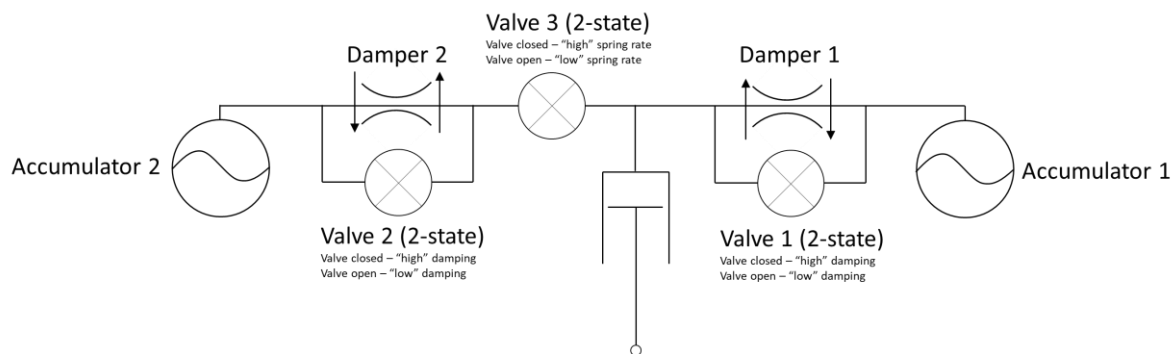 Valve 3 (2-state)
Valve closed – “high” spring rate
Valve open – “low” spring rate
Damper 2
Damper 1
Accumulator 2
Accumulator 1
Valve 2 (2-state)
Valve closed – “high” damping
Valve open – “low” damping
Valve 1 (2-state)
Valve closed – “high” damping
Valve open – “low” damping